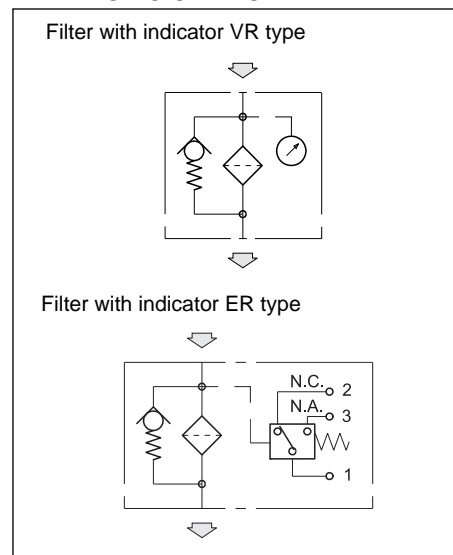 Filter with indicator VR type
Filter with indicator ER type
N.C. 2
N.A. 3
1